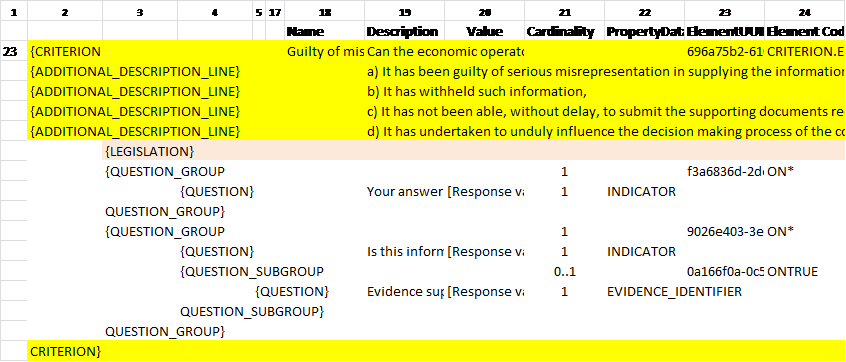 1 2 3 4 5 17 18 19 20 21 22 23 24
Name Description Value Cardinality PropertyDat ElementUUI Element Cod
23 {CRITERION Guilty of mis Can the economic operato 696a75b2-61 CRITERION.E
{ADDITIONAL_DESCRIPTION_LINE} a) It has been guilty of serious misrepresentation in supplying the information
{ADDITIONAL_DESCRIPTION_LINE} b) It has withheld such information,
{ADDITIONAL_DESCRIPTION_LINE} c) It has not been able, without delay, to submit the supporting documents re
{ADDITIONAL_DESCRIPTION_LINE} d) It has undertaken to unduly influence the decision making process of the co
{LEGISLATION}
{QUESTION_GROUP 1 f3a6836d-2d ON*
{QUESTION} Your answer [Response va 1 INDICATOR
QUESTION_GROUP}
{QUESTION_GROUP 1 9026e403-3e ON*
{QUESTION} Is this inform [Response va 1 INDICATOR
{QUESTION_SUBGROUP 0..1 0a166f0a-0c5 ONTRUE
{QUESTION} Evidence sup [Response va 1 EVIDENCE_IDENTIFIER
QUESTION_SUBGROUP}
QUESTION_GROUP}
CRITERION}